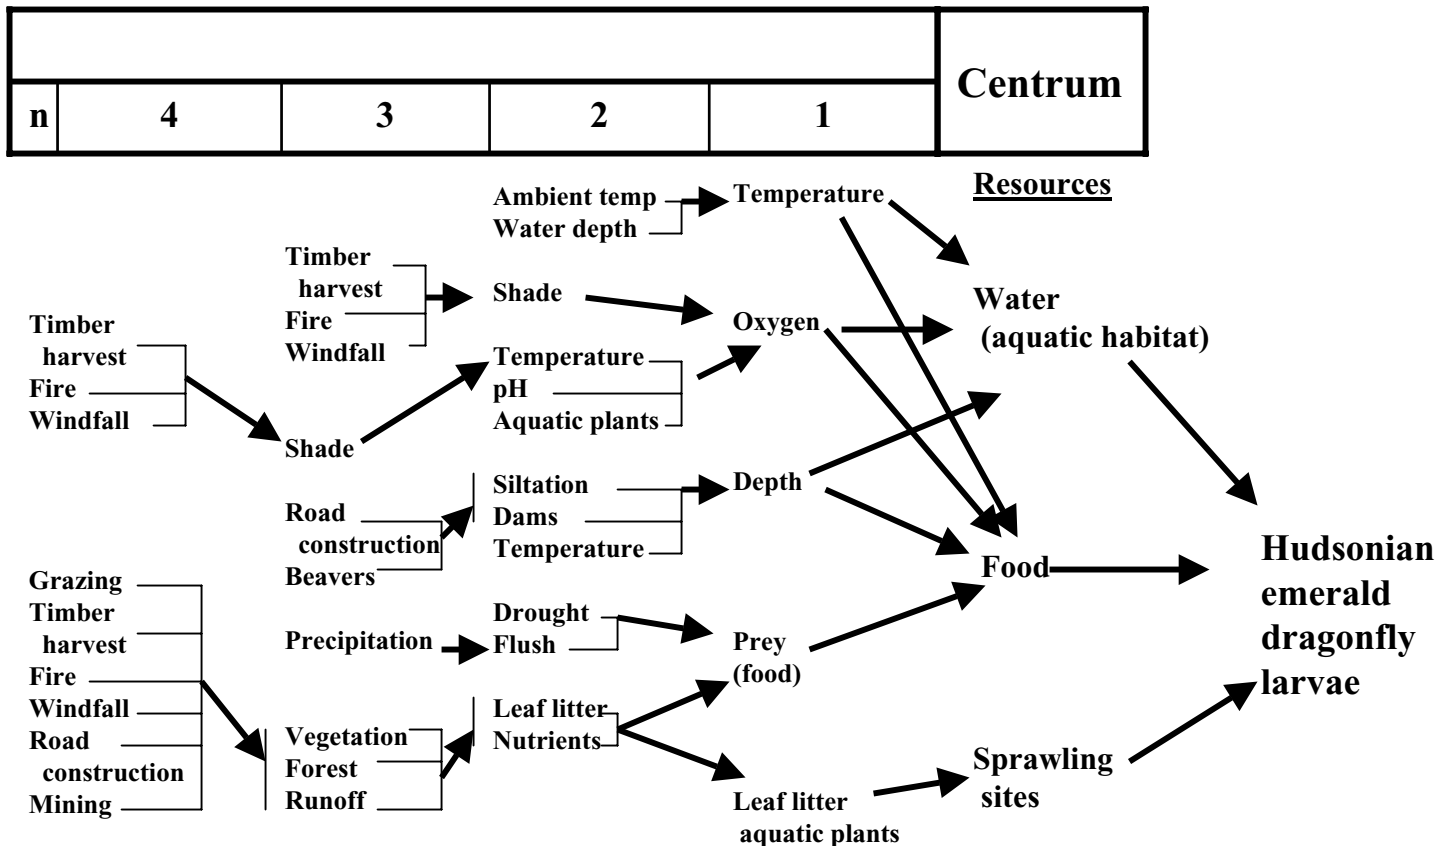 Centrum
n
4
3
2
1
Resources
Ambient temp
Water depth
Temperature
Timber
harvest
Fire
Windfall
Shade
Oxygen
Water
(aquatic habitat)
Timber
harvest
Fire
Windfall
Temperature
pH
Aquatic plants
Shade
Road
construction
Beavers
Siltation
Dams
Temperature
Depth
Food
Hudsonian
emerald
dragonfly
larvae
Grazing
Timber
harvest
Fire
Windfall
Road
construction
Mining
Precipitation
Drought
Flush
Prey
(food)
Vegetation
Forest
Runoff
Leaf litter
Nutrients
Leaf litter
aquatic plants
Sprawling
sites